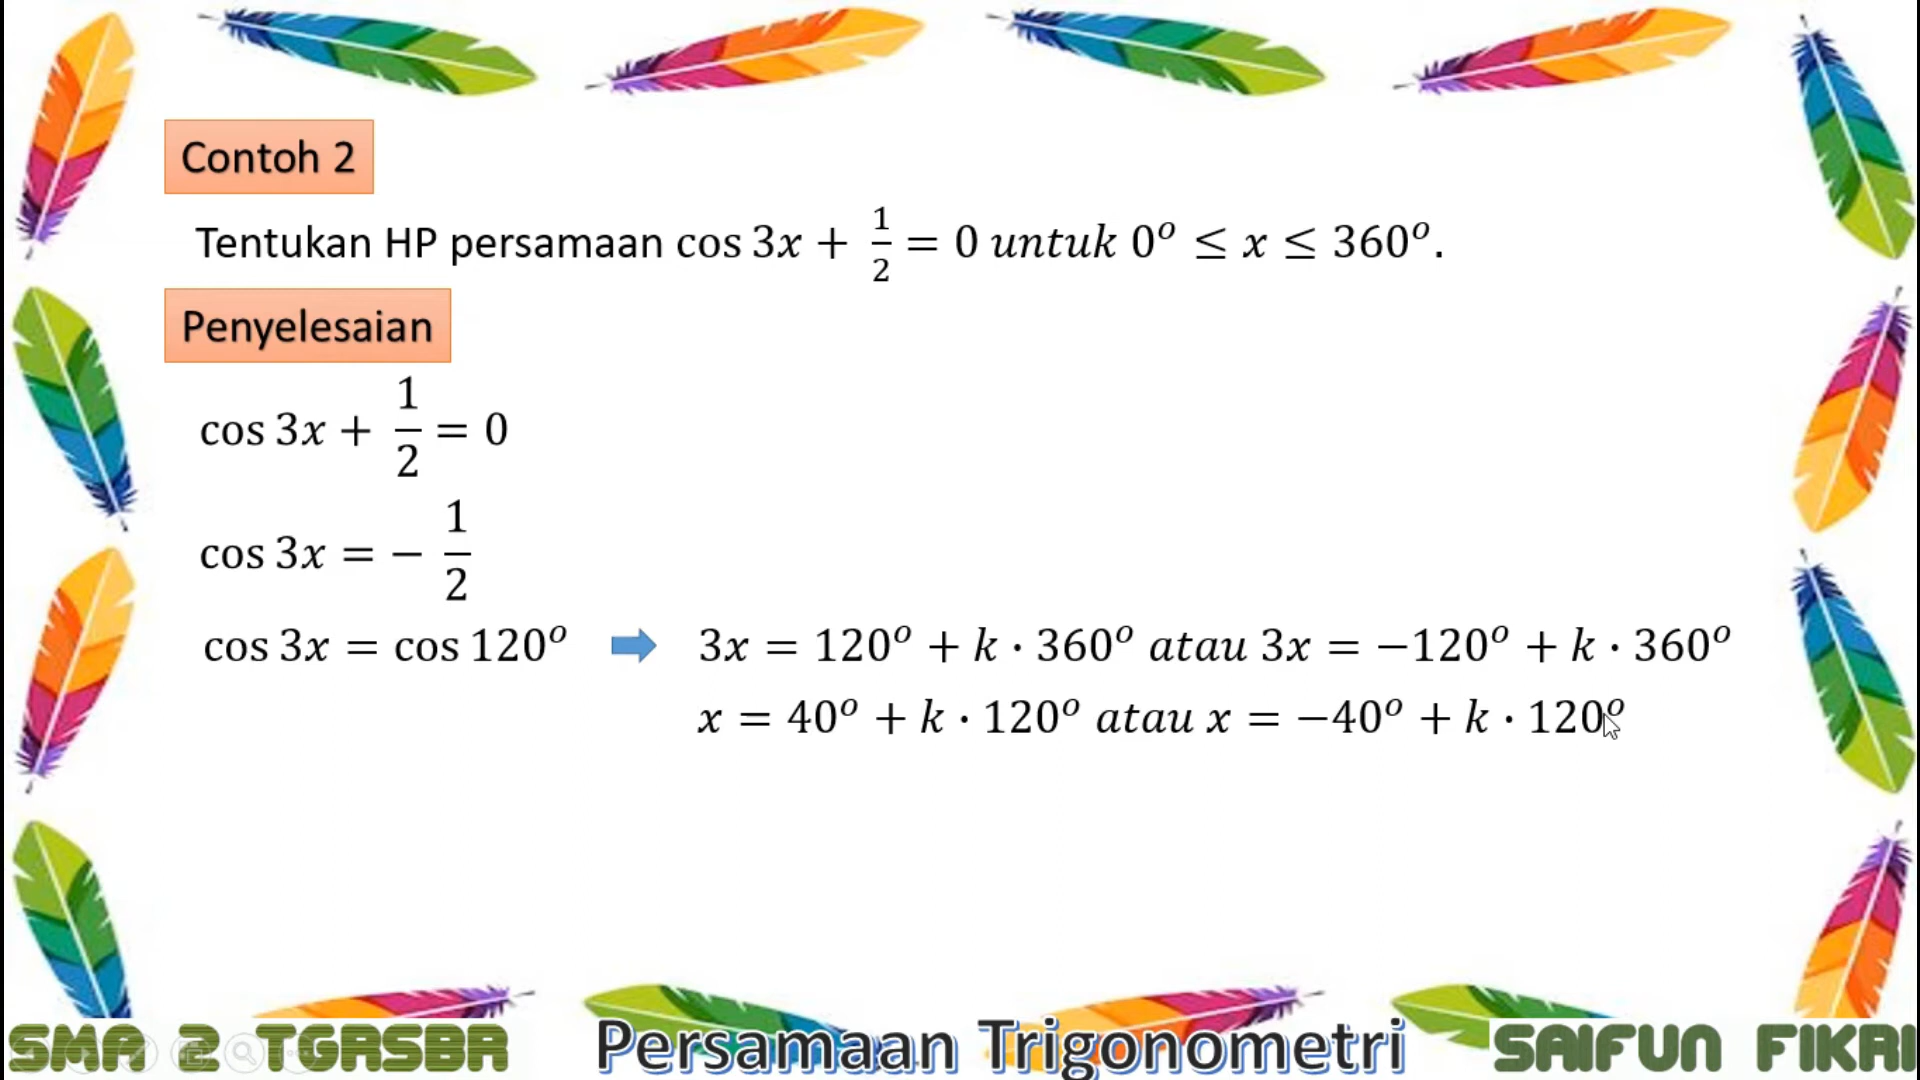 Contoh 2
Tentukan HP persamaan cos 3x + 1/2 = 0 untuk 0° ≤ x ≤ 360°.
Penyelesaian
cos 3x + 1/2 = 0
cos 3x = − 1/2
cos 3x = cos 120° ➡ 3x = 120° + k · 360° atau 3x = −120° + k · 360°
x = 40° + k · 120° atau x = −40° + k · 120°
SMA 2 TGRSBR Persamaan Trigonometri SAIFUN FIKRI